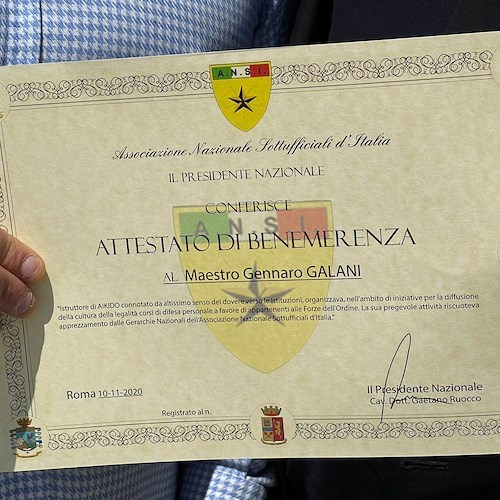 A.N.S.I.
Associazione Nazionale Sottufficiali d'Italia
IL PRESIDENTE NAZIONALE
CONFERISCE
A N S I
ATTESTATO DI BENEMERENZA
AL Maestro Gennaro GALANI
"Istruttore di AIKIDO connotato da altissimo senso del dovere verso le Istituzioni, organizzava, nell'ambito di iniziative per la diffusione
della cultura della legalità corsi di difesa personale a favore di appartenenti alle Forze dell'Ordine. La sua pregevole attività riscuoteva
apprezzamento dalle Gerarchie Nazionali dell'Associazione Nazionale Sottufficiali d'Italia."
Roma 10-11-2020
Il Presidente Nazionale
Cav. Dott. Gaetano Ruocco
Registrato al n.